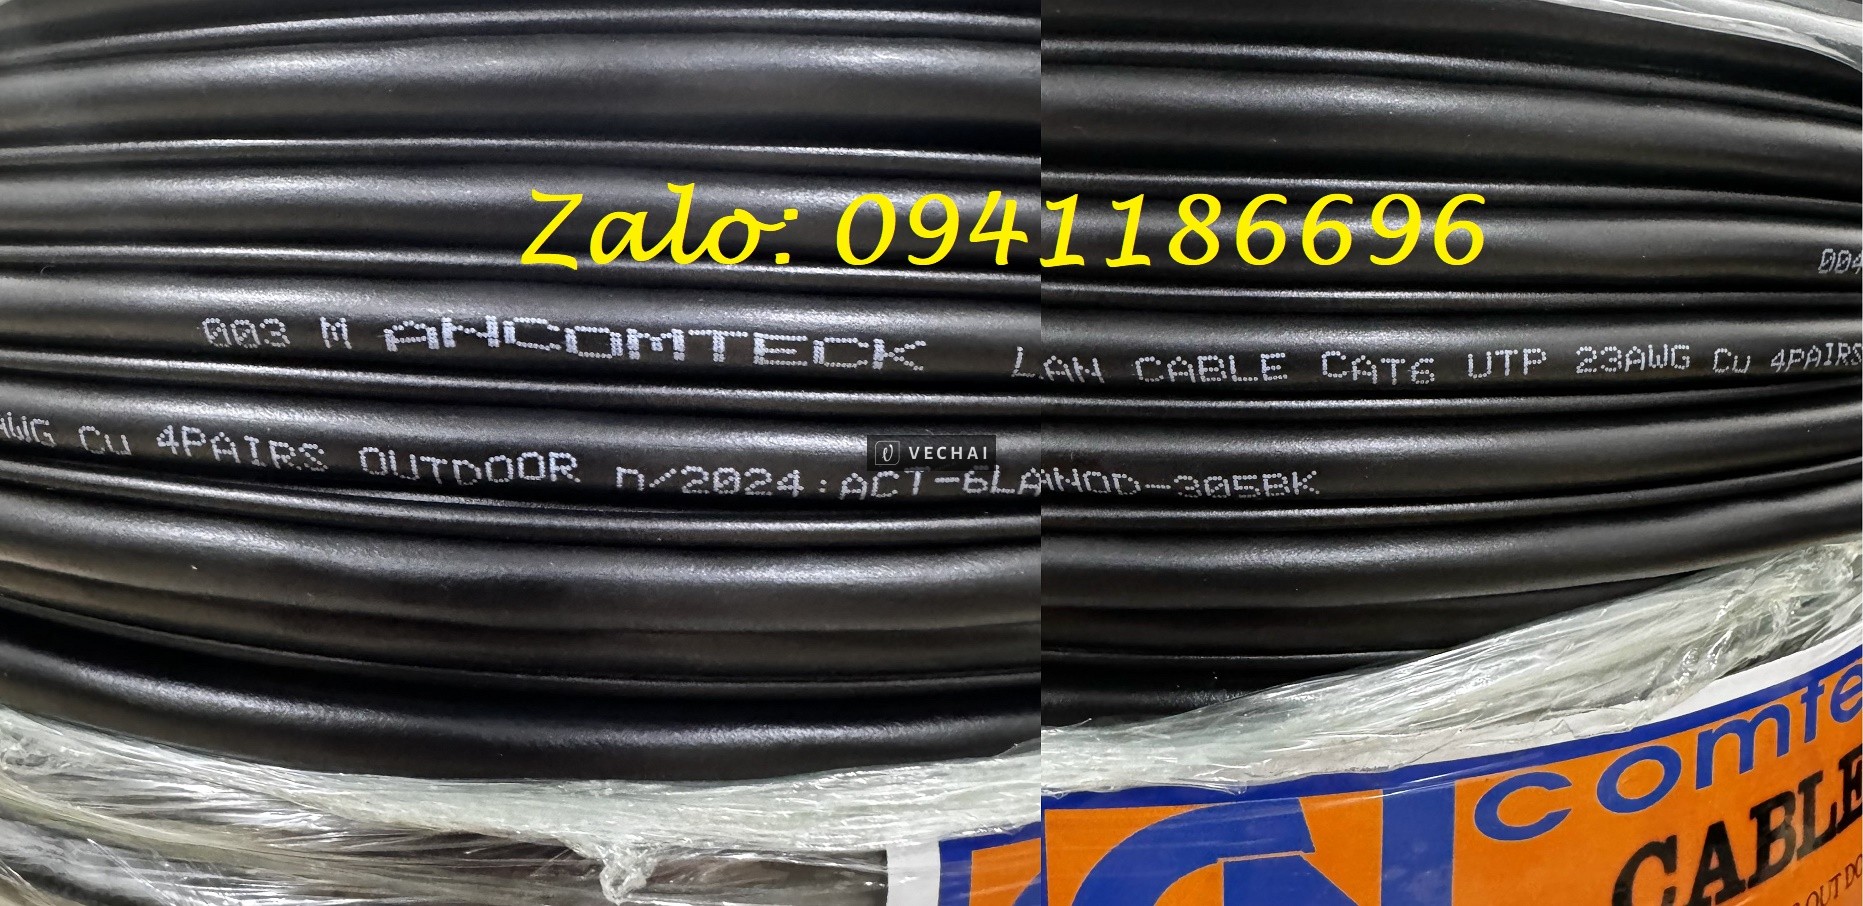 Zalo: 0941186696
004
003 M ANCOMTECK LAN CABLE CAT6 UTP 23AWG Cu 4PAIRS
AWG Cu 4PAIRS OUTDOOR n/2024:ACT-6LANOD-305BK
VECHAI
comte
CABLE
OUTDO